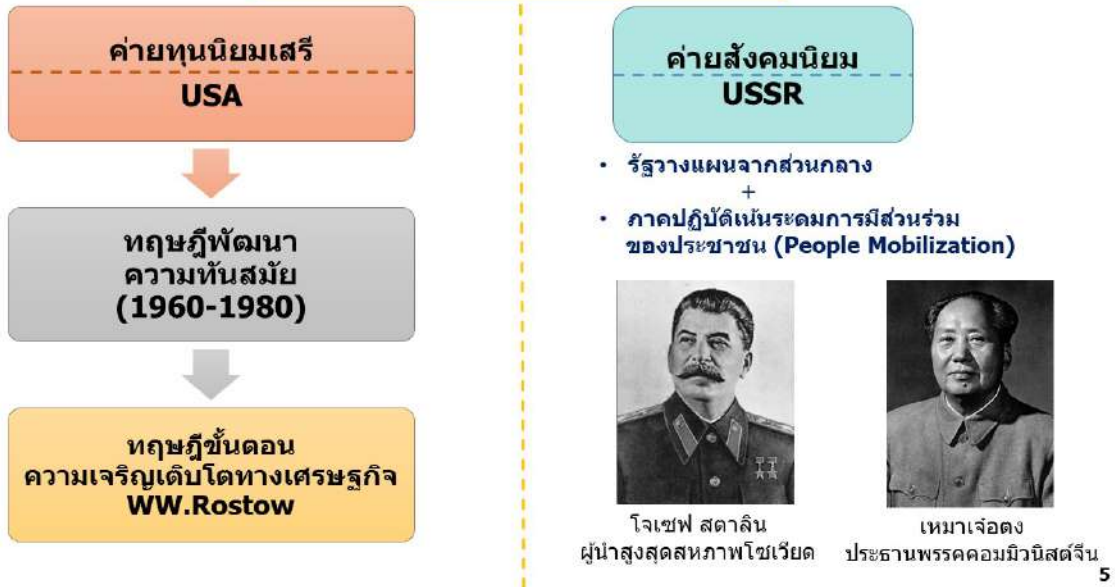 ค่ายทุนนิยมเสรี
USA
ทฤษฎีพัฒนา
ความทันสมัย
(1960-1980)
ทฤษฎีขั้นตอน
ความเจริญเติบโตทางเศรษฐกิจ
WW.Rostow
ค่ายสังคมนิยม
USSR
• รัฐวางแผนจากส่วนกลาง
+
• ภาคปฏิบัติเน้นระดมการมีส่วนร่วม
ของประชาชน (People Mobilization)
โจเซฟ สตาลิน
ผู้นำสูงสุดสหภาพโซเวียด
เหมาเจ๋อตง
ประธานพรรคคอมมิวนิสต์จีน
5